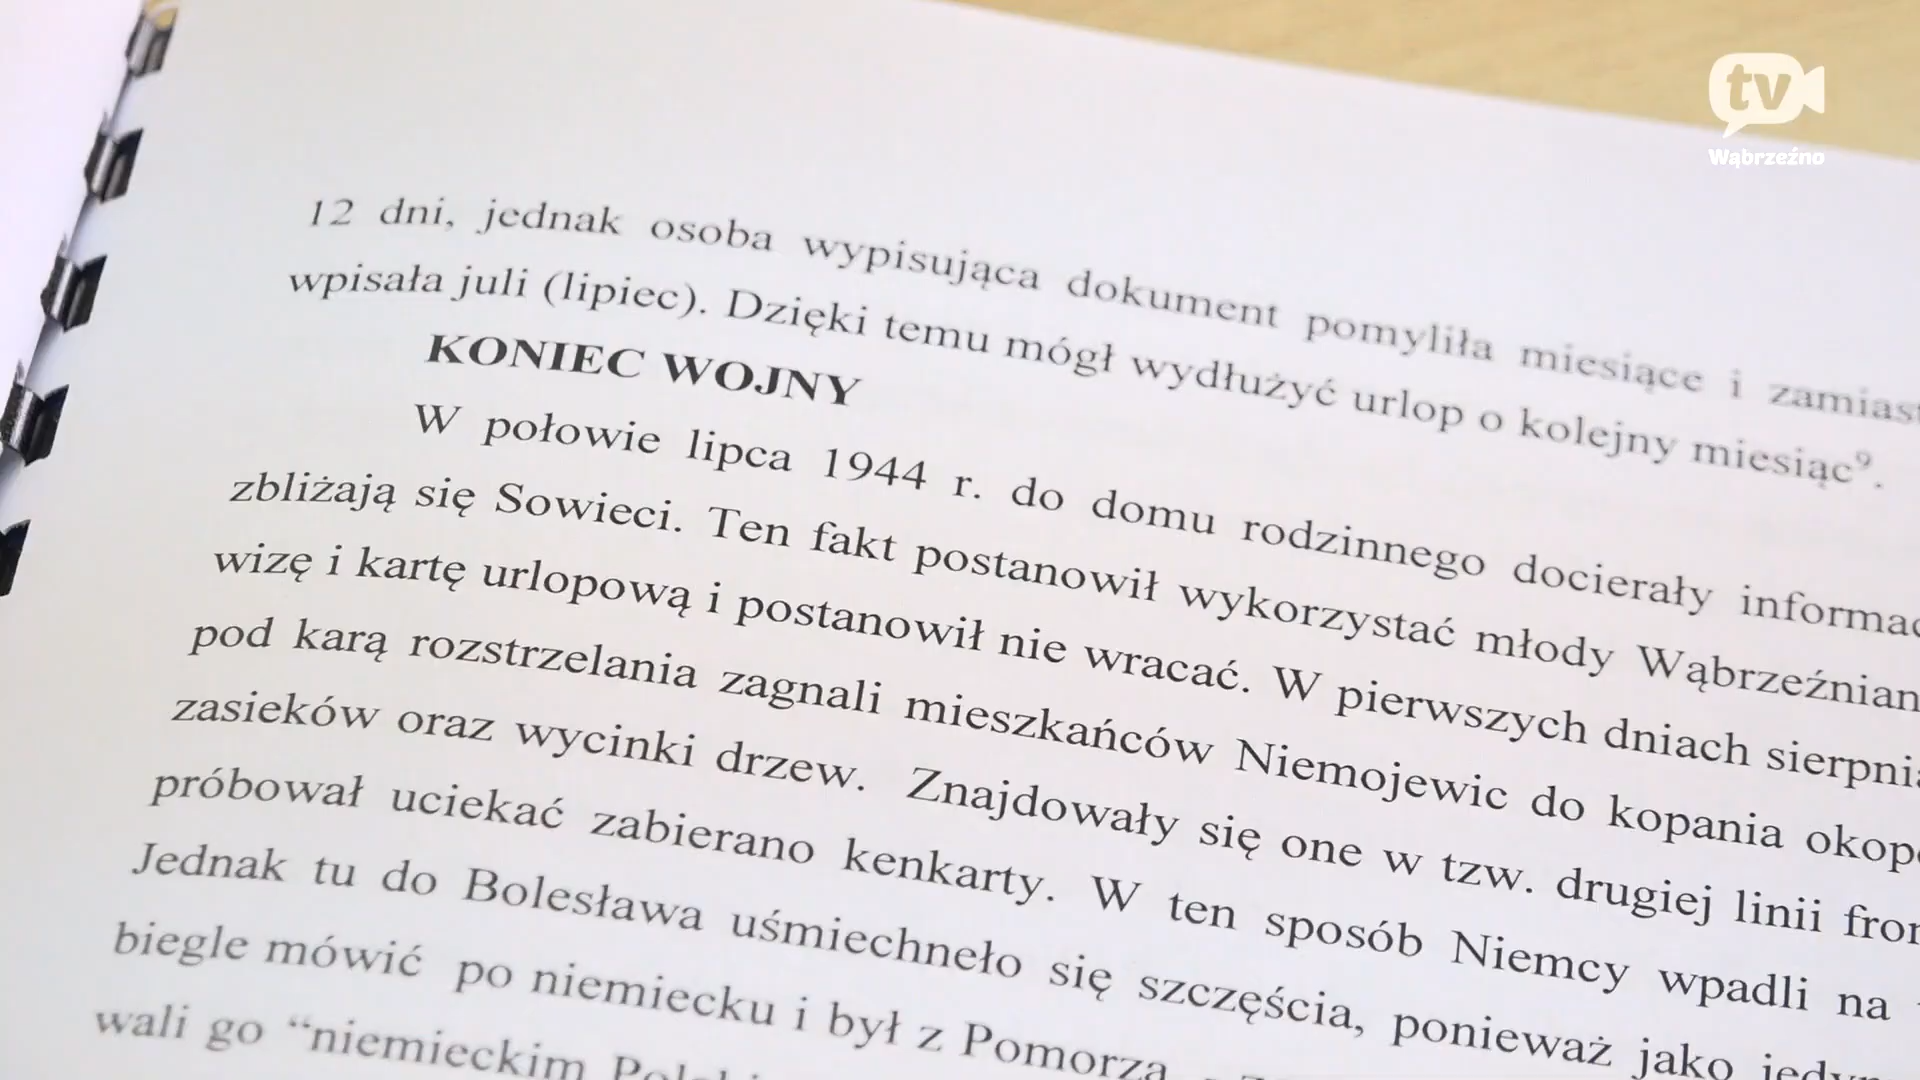 tv
Wąbrzeźno
12 dni, jednak osoba wypisująca dokument pomyliła miesiące i zamiast
wpisała juli (lipiec). Dzięki temu mógł wydłużyć urlop o kolejny miesiąc⁹.
KONIEC WOJNY
W połowie lipca 1944 r. do domu rodzinnego docierały informac
zbliżają się Sowieci. Ten fakt postanowił wykorzystać młody Wąbrzeźnian
wizę i kartę urlopową i postanowił nie wracać. W pierwszych dniach sierpnia
pod karą rozstrzelania zagnali mieszkańców Niemojewic do kopania okopó
zasieków oraz wycinki drzew. Znajdowały się one w tzw. drugiej linii fron
próbował uciekać zabierano kenkarty. W ten sposób Niemcy wpadli na
Jednak tu do Bolesława uśmiechneło się szczęścia, ponieważ jako jedyn
biegle mówić po niemiecku i był z Pomorza.
wali go “niemieckim